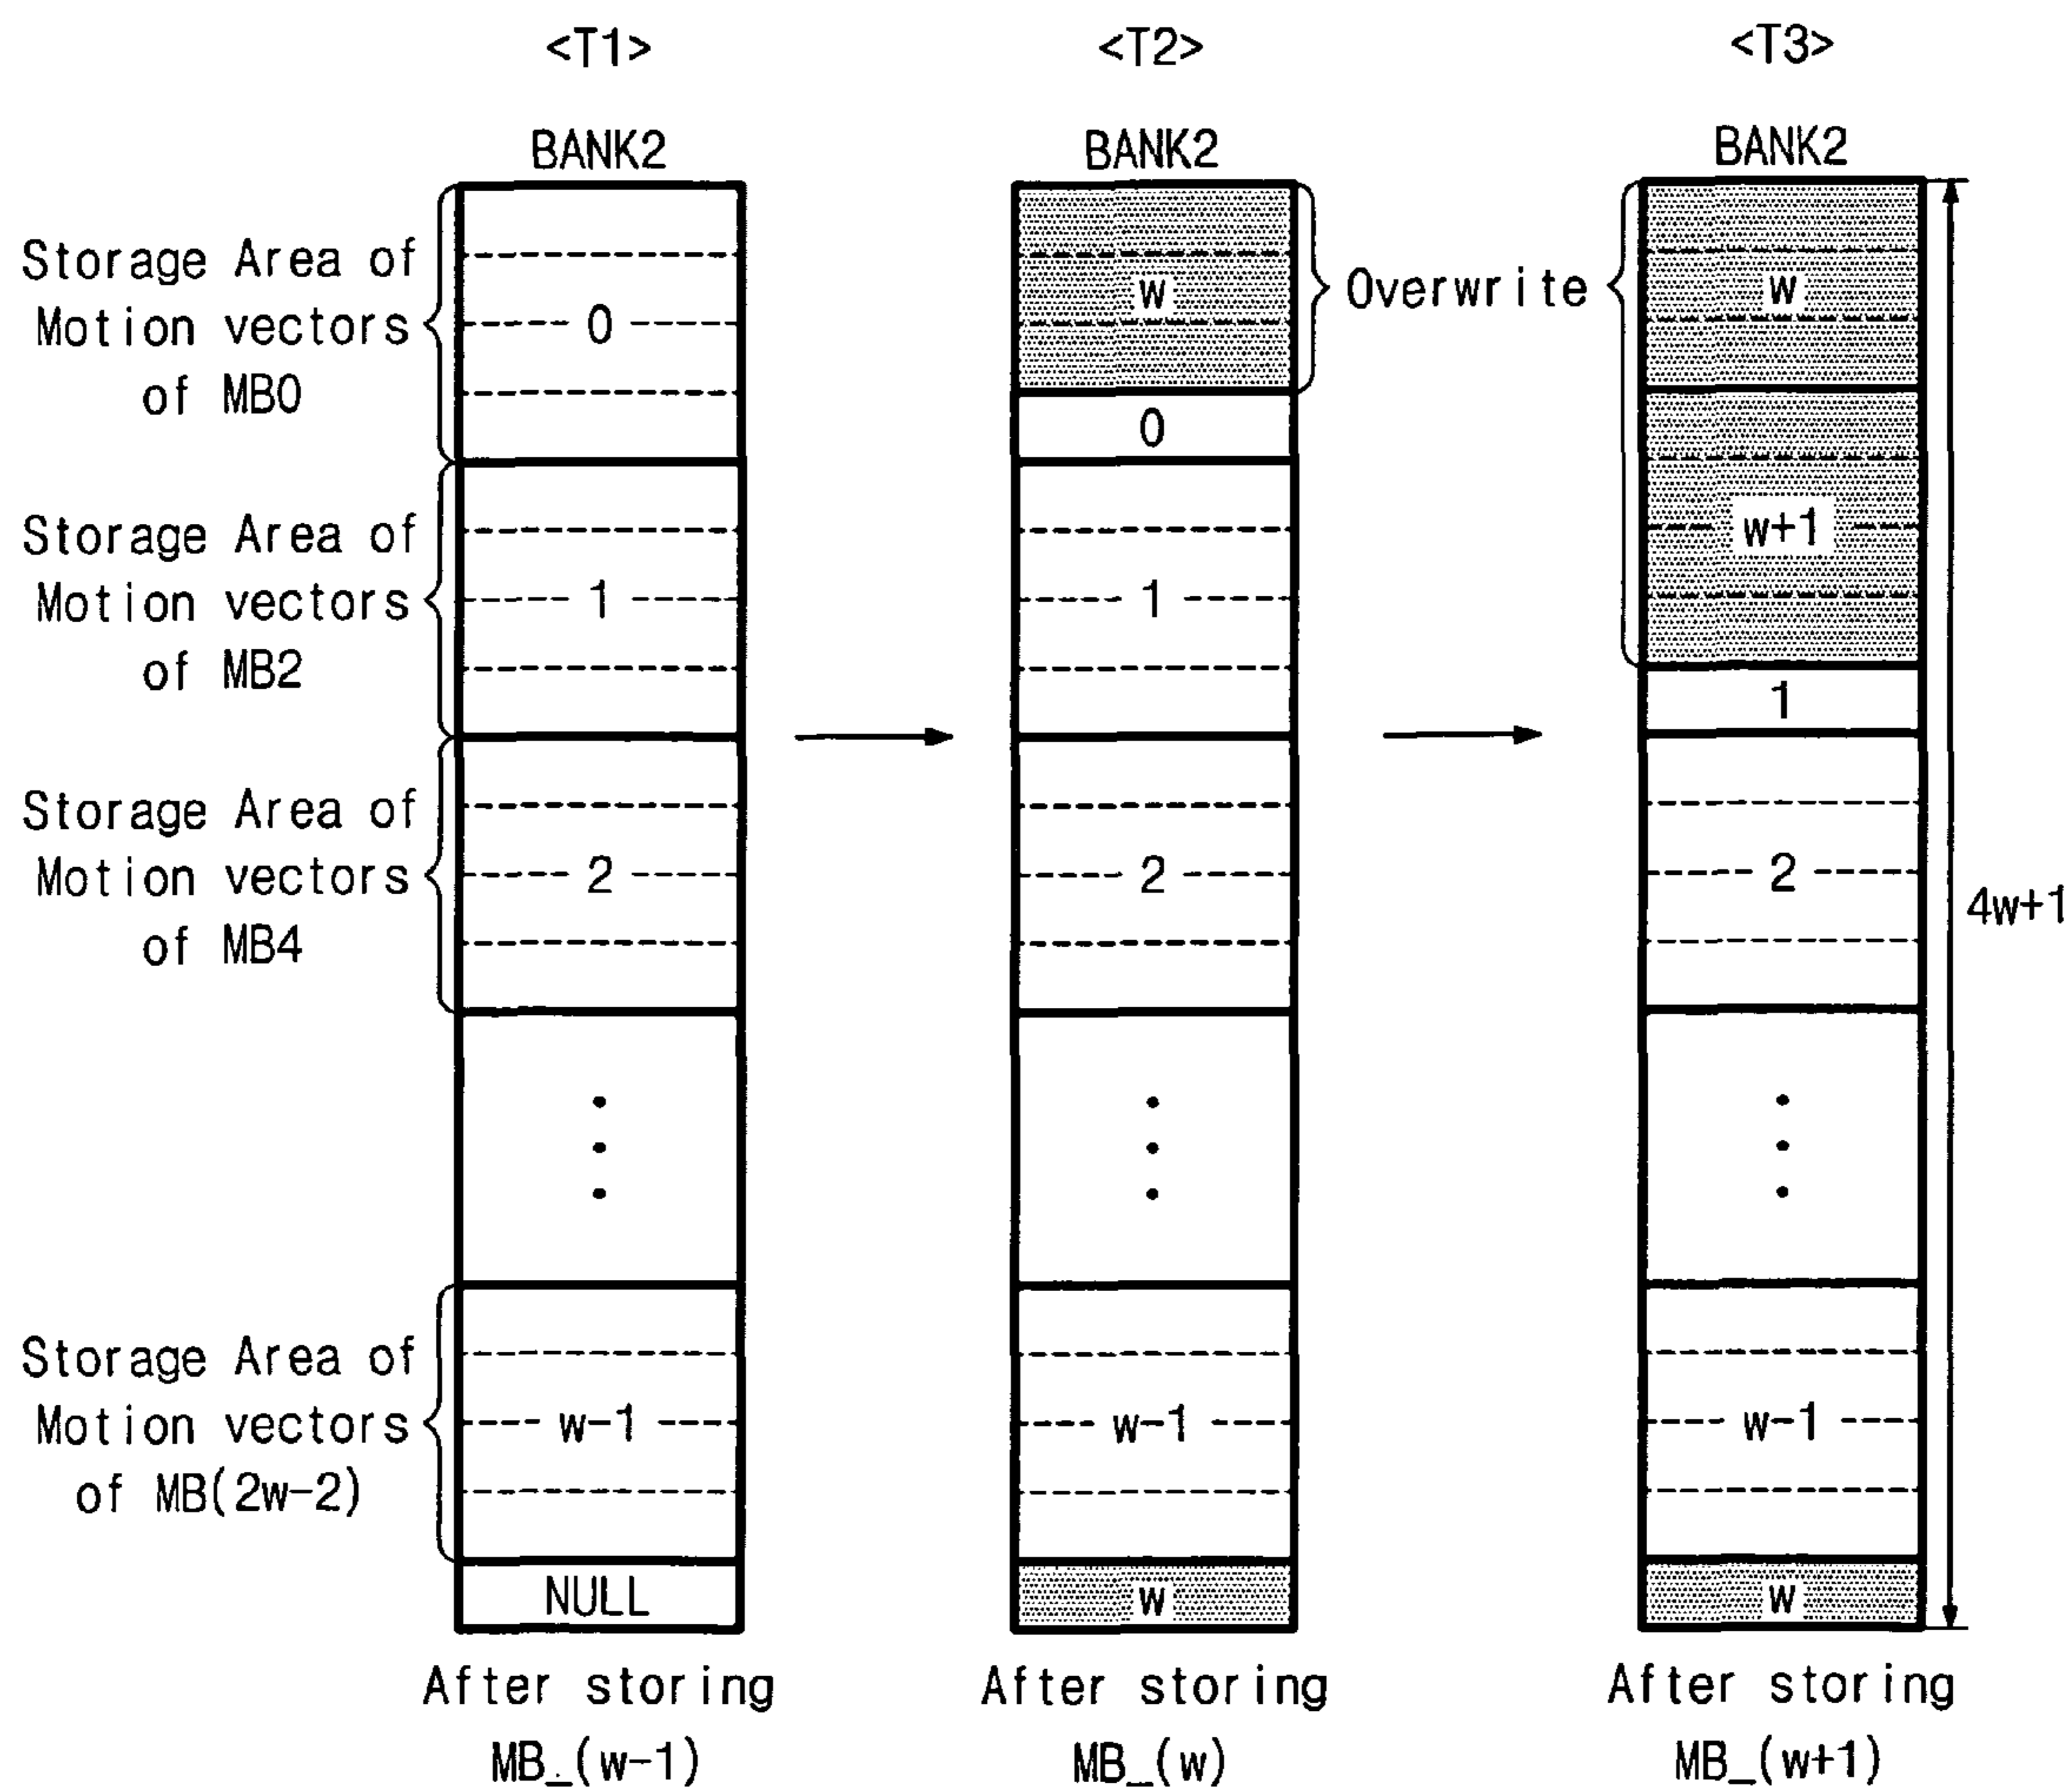 <T1>
<T2>
<T3>
BANK2
BANK2
BANK2
Storage Area of
Motion vectors
of MB0
Storage Area of
Motion vectors
of MB2
Storage Area of
Motion vectors
of MB4
Storage Area of
Motion vectors
of MB(2w-2)
0
1
2
w-1
NULL
w
Overwrite
0
1
2
w-1
w
w
w+1
1
2
w-1
w
4w+1
After storing
MB_(w-1)
After storing
MB_(w)
After storing
MB_(w+1)